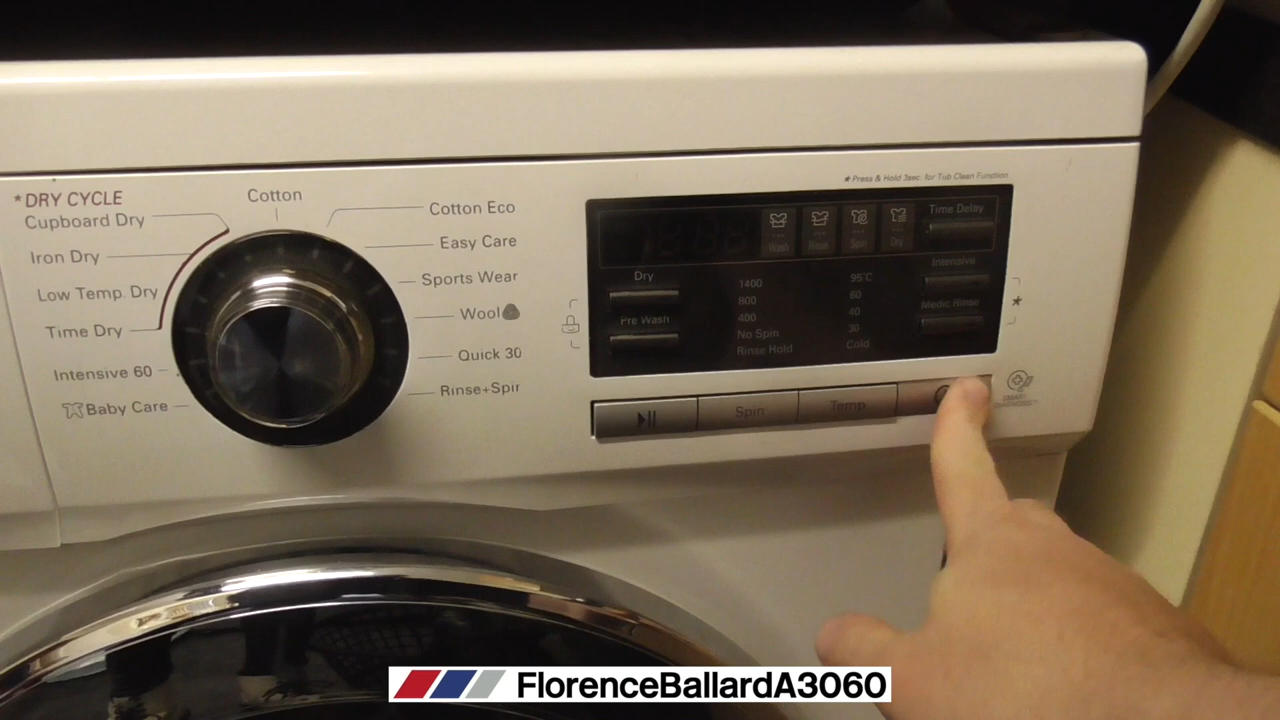 *DRY CYCLE
Cupboard Dry
Iron Dry
Low Temp. Dry
Time Dry
Intensive 60
Baby Care
Cotton
Cotton Eco
Easy Care
Sports Wear
Wool
Quick 30
Rinse+Spin
*Press & Hold 3sec. for Tub Clean Function
Wash
Rinse
Spin
Dry
Time Delay
Dry
Pre Wash
1400
800
400
No Spin
Rinse Hold
95°C
60
40
30
Cold
Intensive
Medic Rinse
*
Spin
Temp.
SMART
DIAGNOSIS™
FlorenceBallardA3060